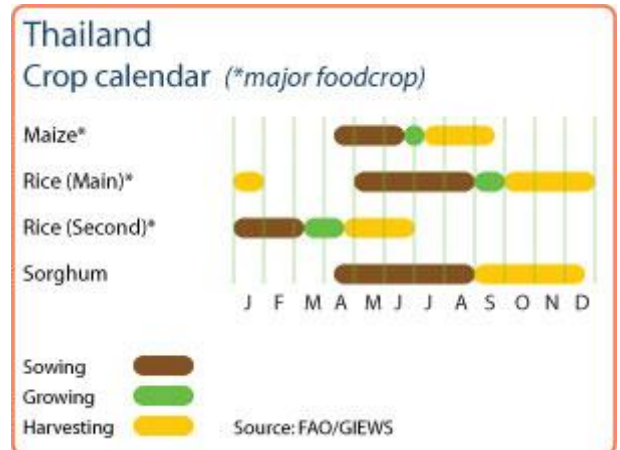 Thailand
Crop calendar (*major foodcrop)
Maize*
Rice (Main)*
Rice (Second)*
Sorghum
J F M A M J J A S O N D
Sowing
Growing
Harvesting
Source: FAO/GIEWS